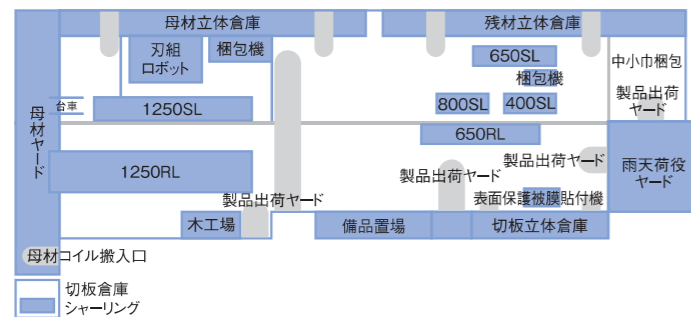 母材立体倉庫
残材立体倉庫
刃組
ロボット
梱包機
650SL
梱包機
中小巾梱包
製品出荷
ヤード
台車
1250SL
800SL
400SL
母材ヤード
650RL
1250RL
製品出荷ヤード
製品出荷ヤード
雨天荷役
ヤード
製品出荷ヤード
表面保護被膜貼付機
木工場
備品置場
切板立体倉庫
母材コイル搬入口
切板倉庫
シャーリング